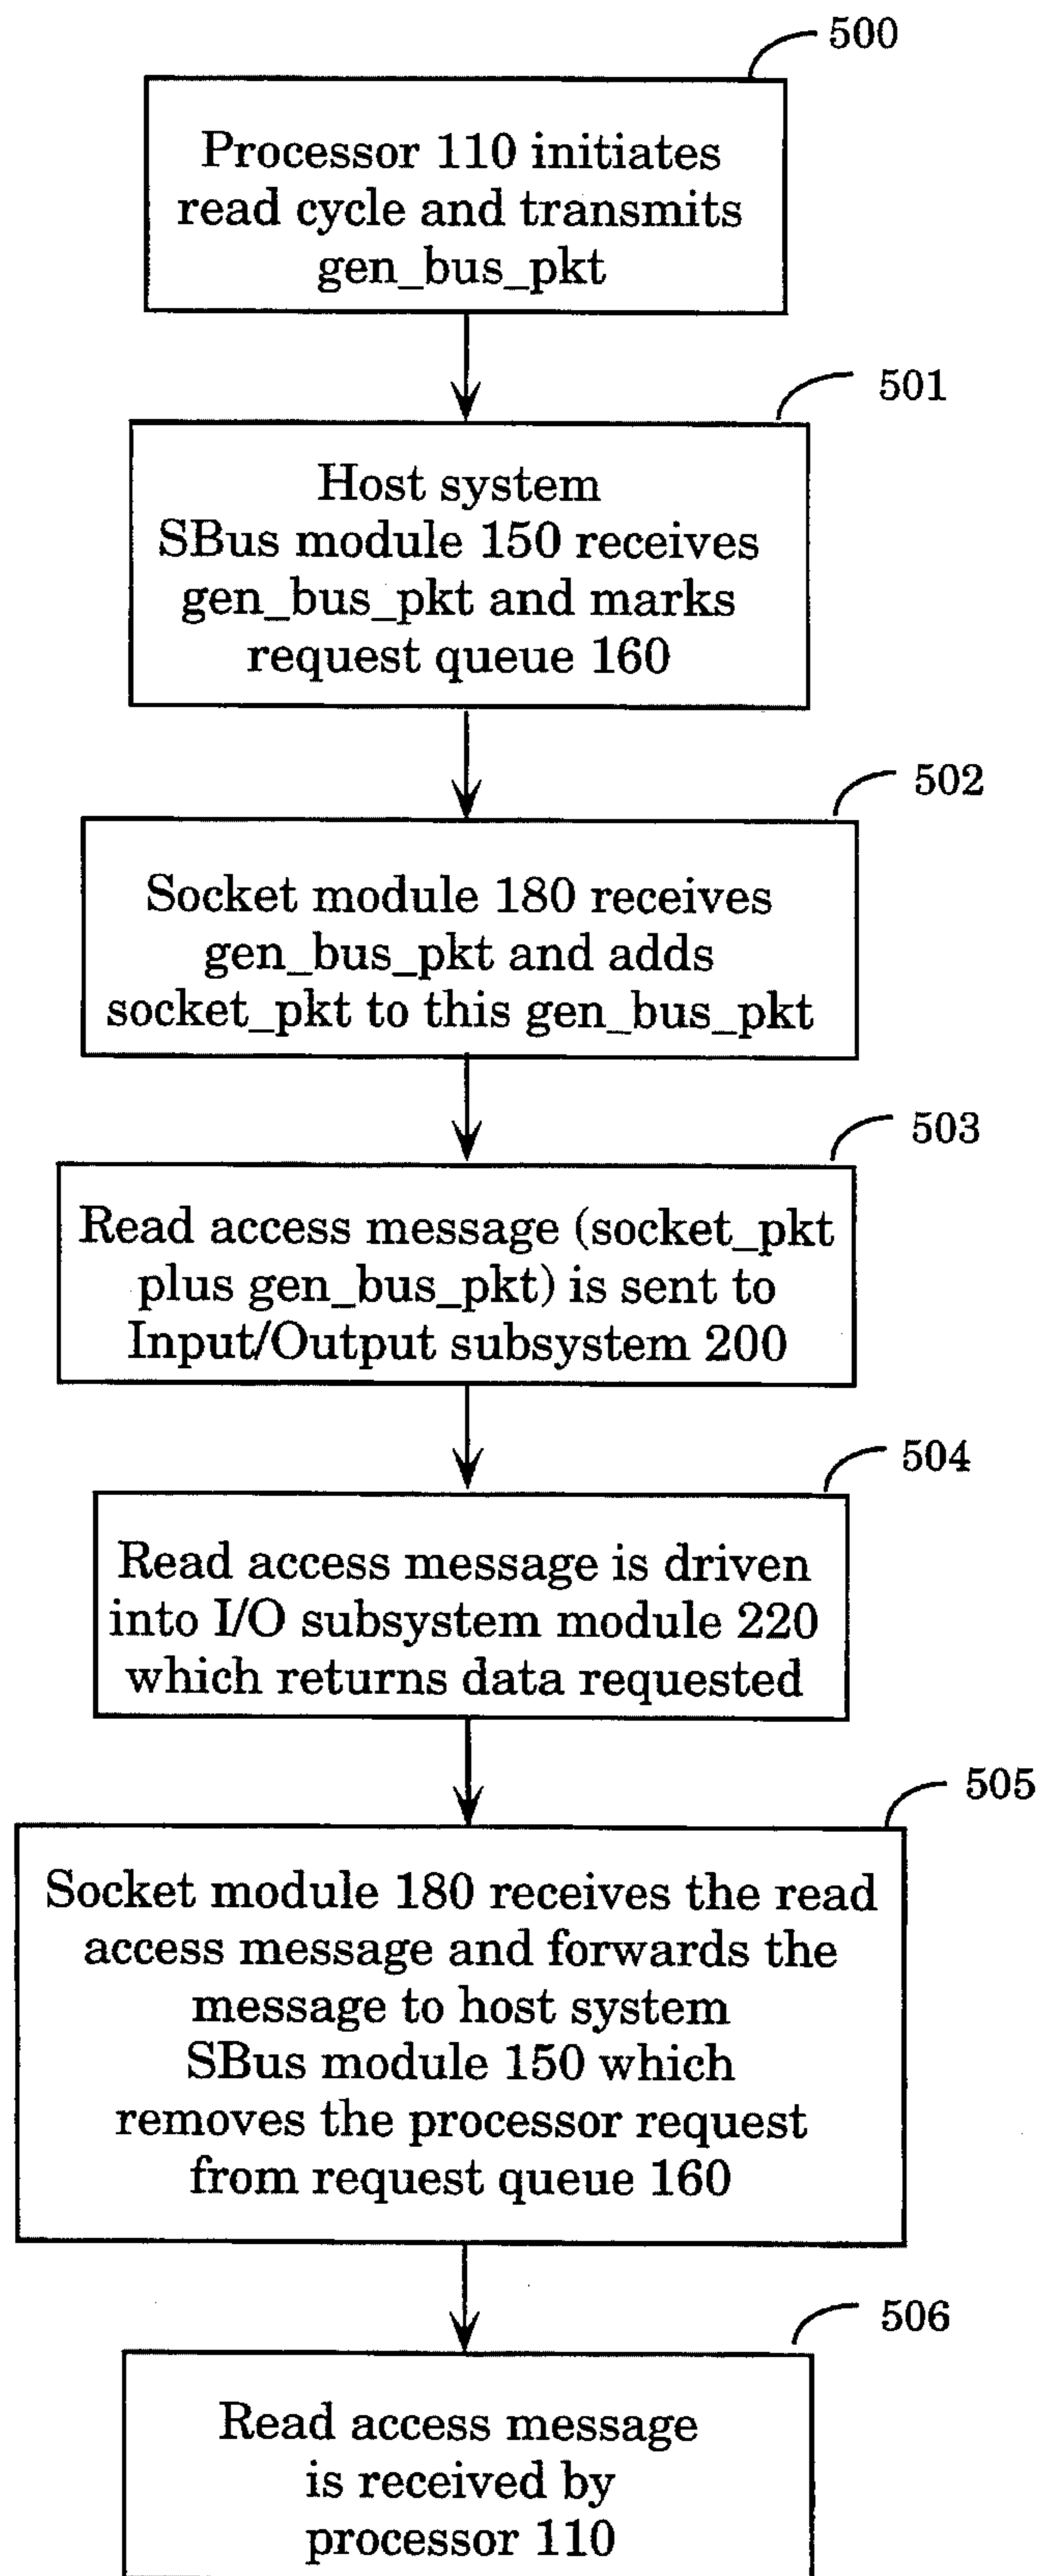 500
Processor 110 initiates
read cycle and transmits
gen_bus_pkt
501
Host system
SBus module 150 receives
gen_bus_pkt and marks
request queue 160
502
Socket module 180 receives
gen_bus_pkt and adds
socket_pkt to this gen_bus_pkt
503
Read access message (socket_pkt
plus gen_bus_pkt) is sent to
Input/Output subsystem 200
504
Read access message is driven
into I/O subsystem module 220
which returns data requested
505
Socket module 180 receives the read
access message and forwards the
message to host system
SBus module 150 which
removes the processor request
from request queue 160
506
Read access message
is received by
processor 110